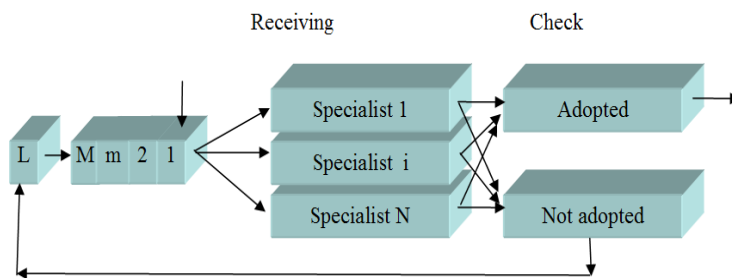 Receiving Check
Specialist 1 Adopted
L M m 2 1 Specialist i
Specialist N Not adopted